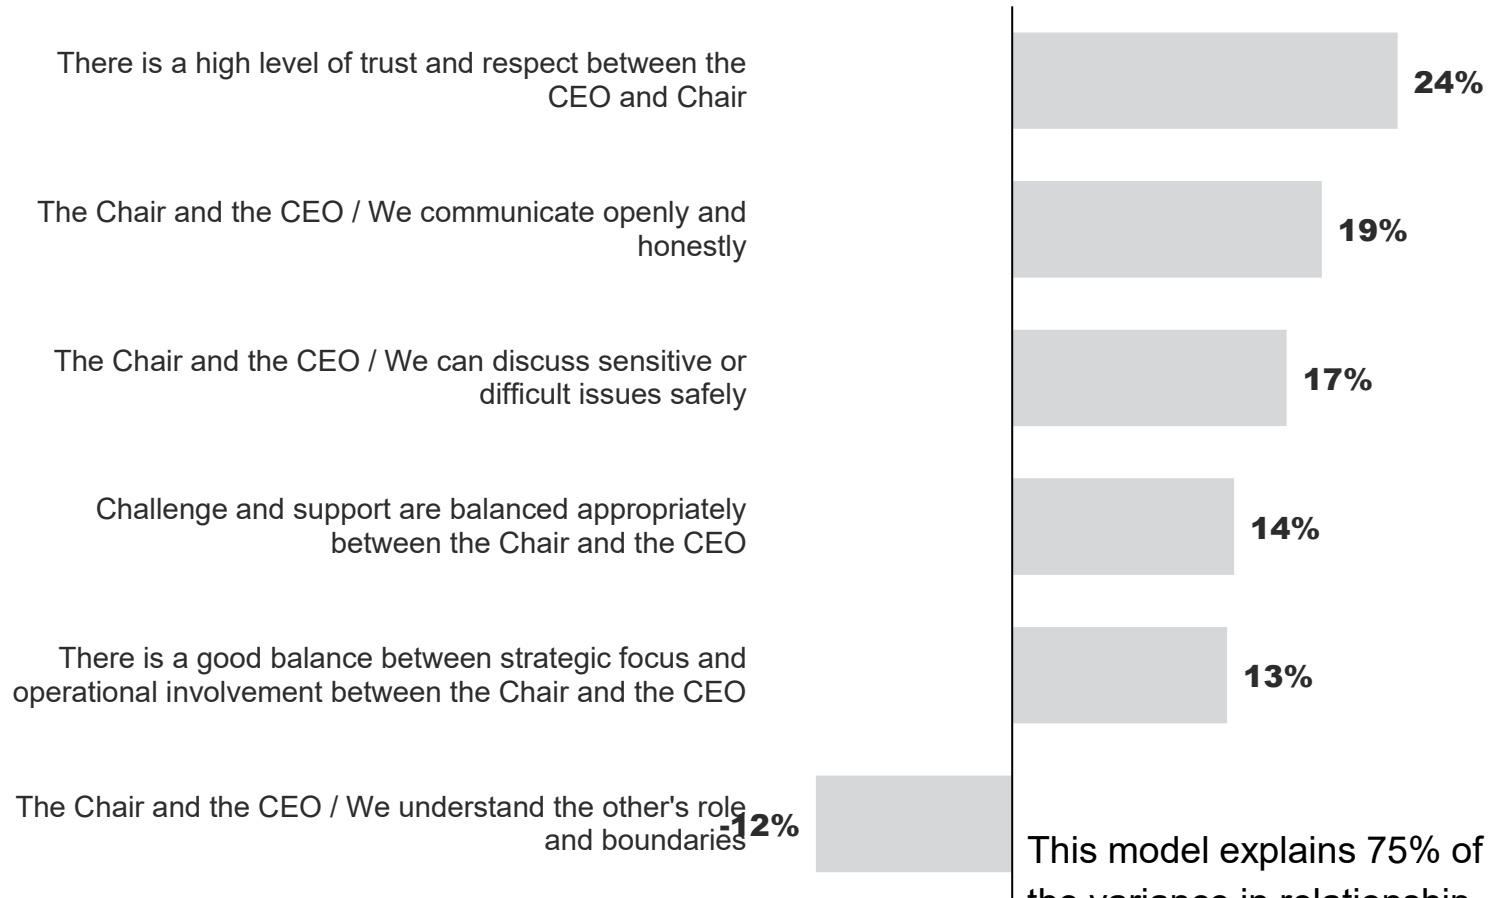 There is a high level of trust and respect between the
CEO and Chair
24%
The Chair and the CEO / We communicate openly and
honestly
19%
The Chair and the CEO / We can discuss sensitive or
difficult issues safely
17%
Challenge and support are balanced appropriately
between the Chair and the CEO
14%
There is a good balance between strategic focus and
operational involvement between the Chair and the CEO
13%
The Chair and the CEO / We understand the other's role
and boundaries
-12%
This model explains 75% of
the variance in relationship